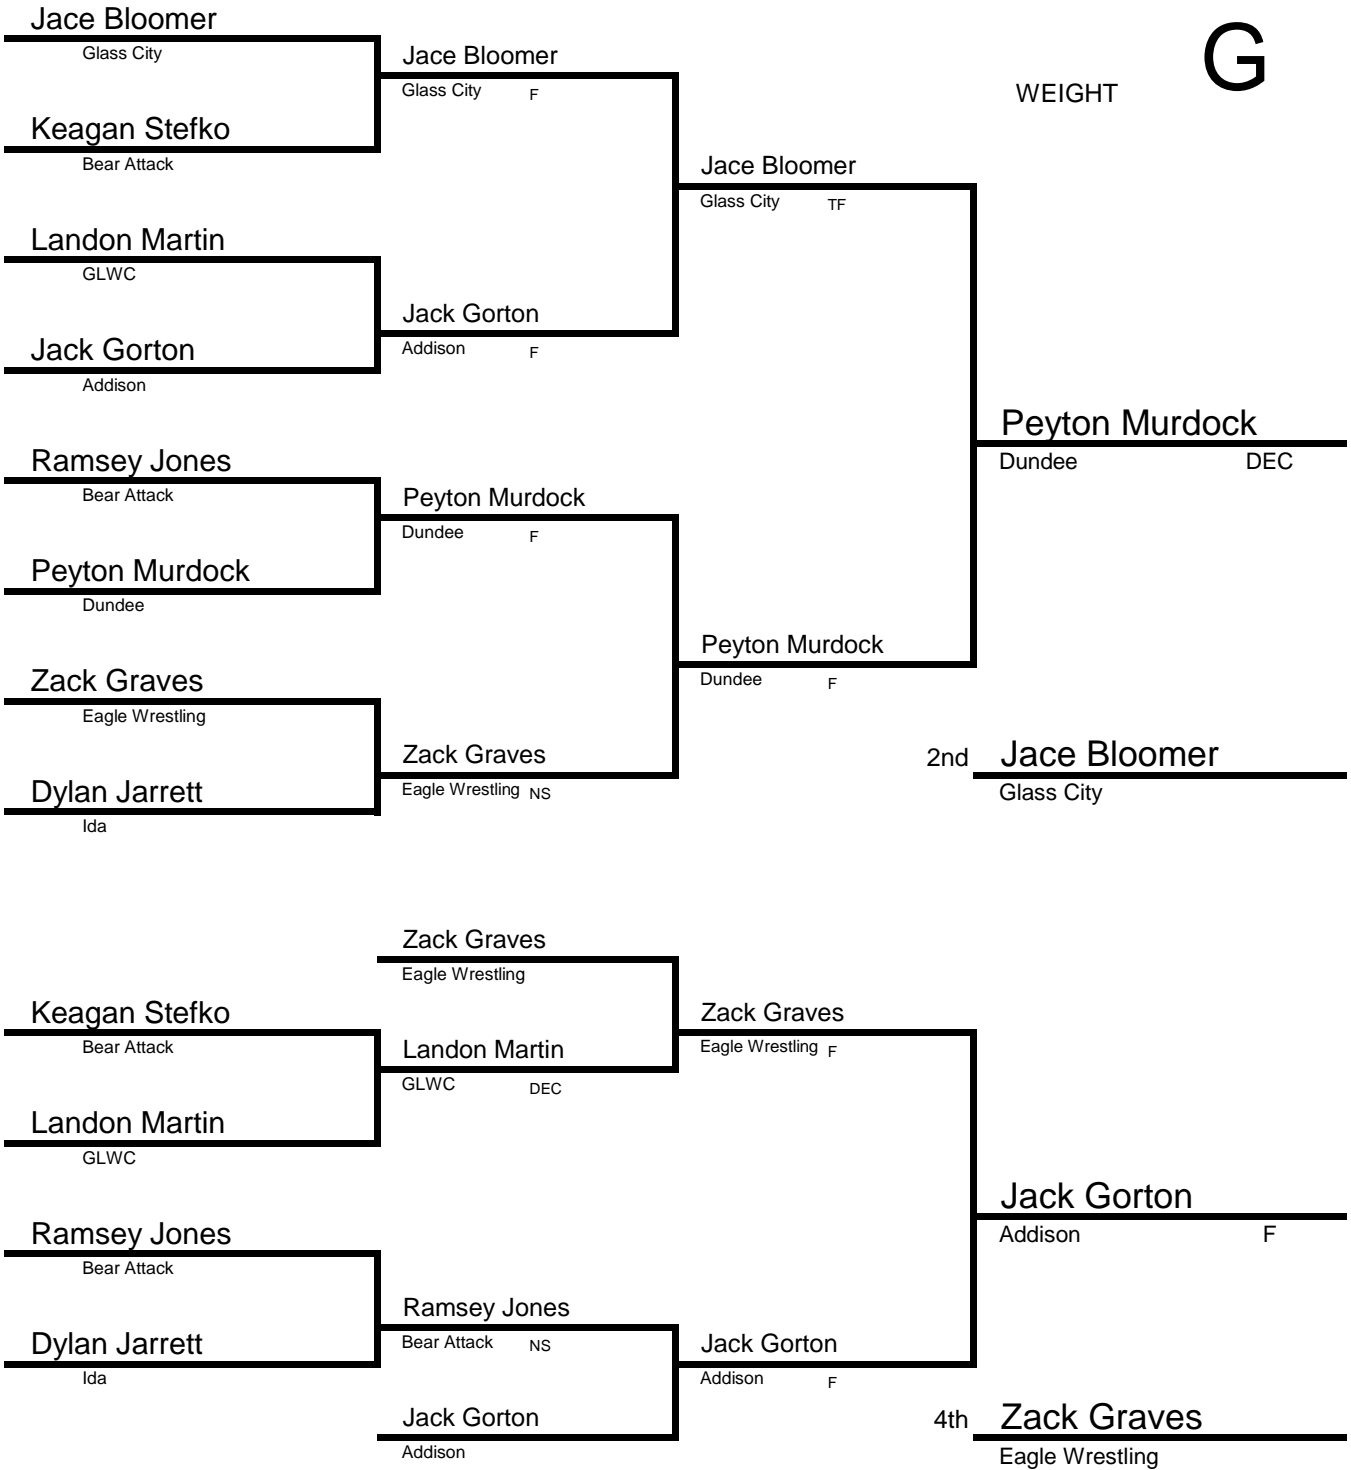 Jace Bloomer
Glass City
Jace Bloomer
Glass City F
G
WEIGHT
Keagan Stefko
Bear Attack
Jace Bloomer
Glass City TF
Landon Martin
GLWC
Jack Gorton
Addison F
Jack Gorton
Addison
Peyton Murdock
Dundee DEC
Ramsey Jones
Bear Attack
Peyton Murdock
Dundee F
Peyton Murdock
Dundee
Peyton Murdock
Dundee F
Zack Graves
Eagle Wrestling
Zack Graves
Eagle Wrestling NS
2nd Jace Bloomer
Glass City
Dylan Jarrett
Ida
Zack Graves
Eagle Wrestling
Keagan Stefko
Bear Attack
Zack Graves
Eagle Wrestling F
Landon Martin
GLWC DEC
Landon Martin
GLWC
Jack Gorton
Addison F
Ramsey Jones
Bear Attack
Ramsey Jones
Bear Attack NS
Dylan Jarrett
Ida
Jack Gorton
Addison F
Jack Gorton
Addison
4th Zack Graves
Eagle Wrestling